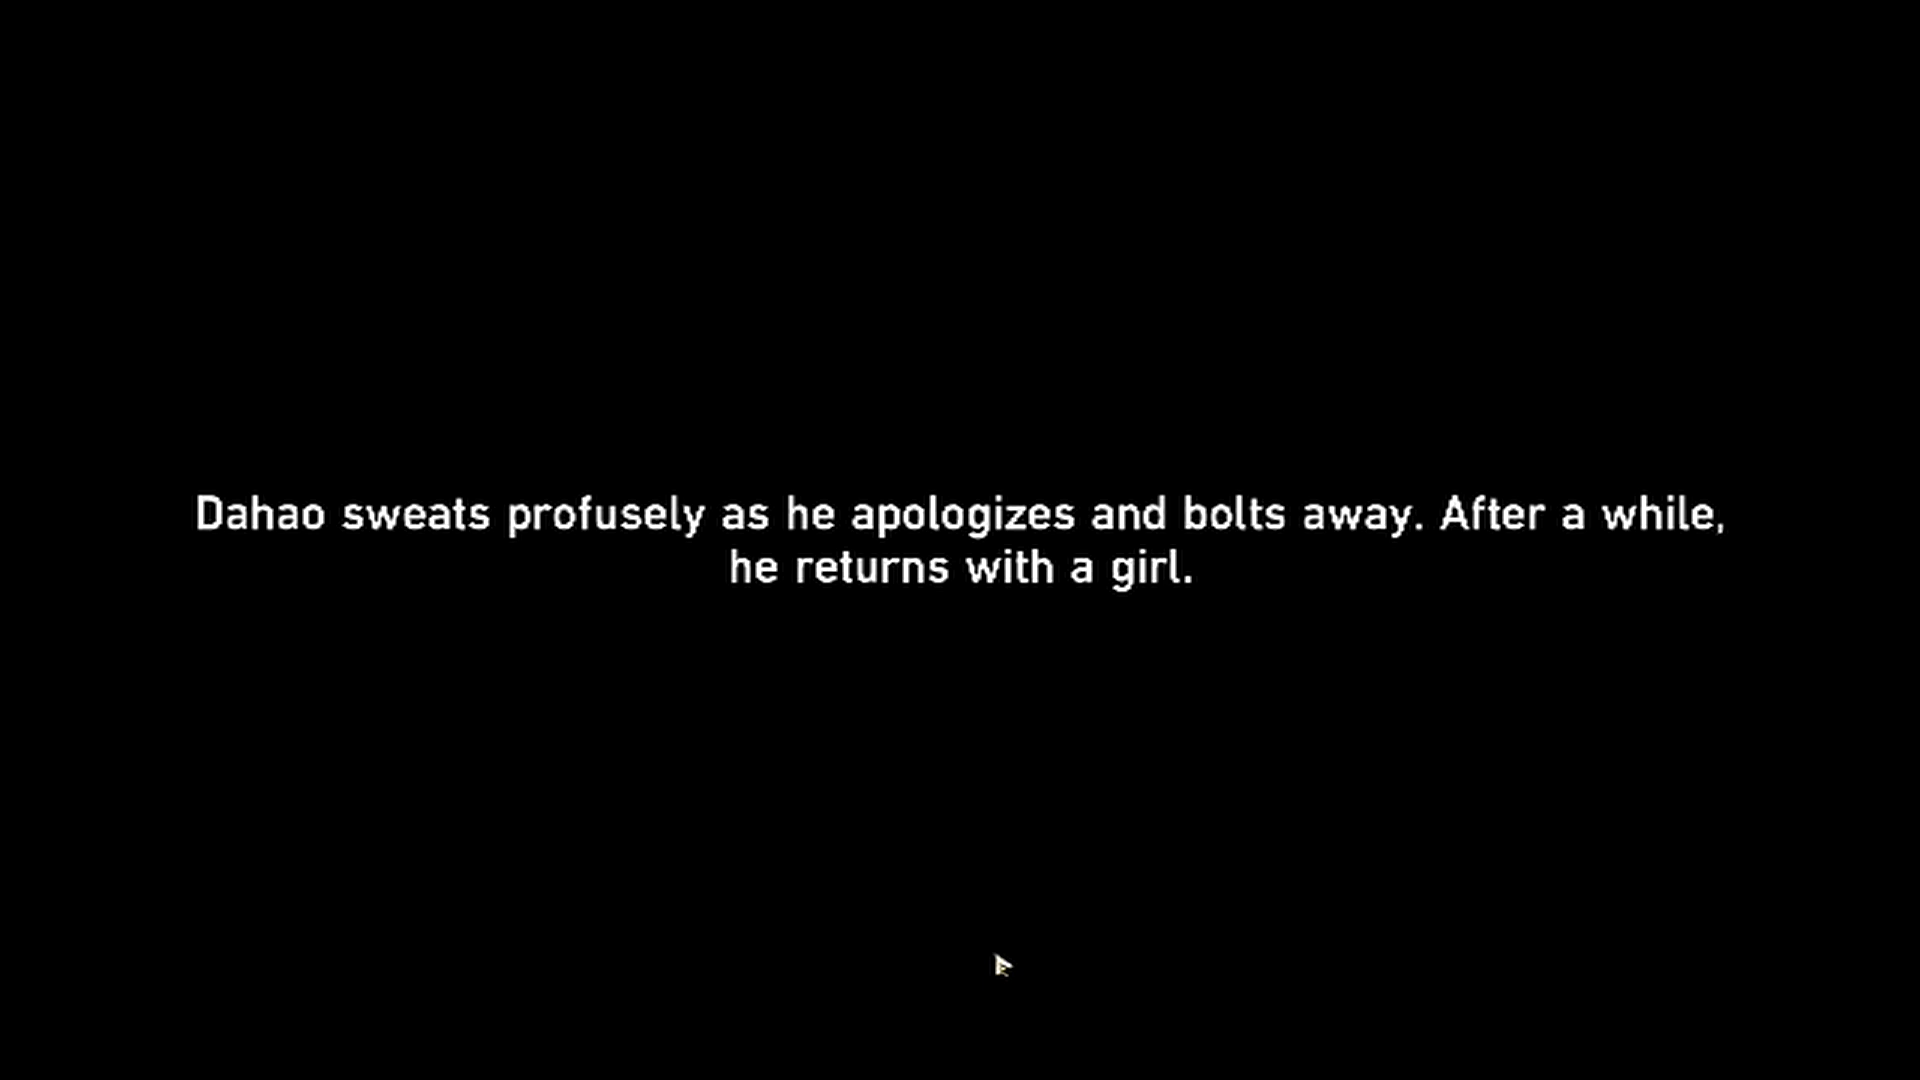 Dahao sweats profusely as he apologizes and bolts away. After a while,
he returns with a girl.